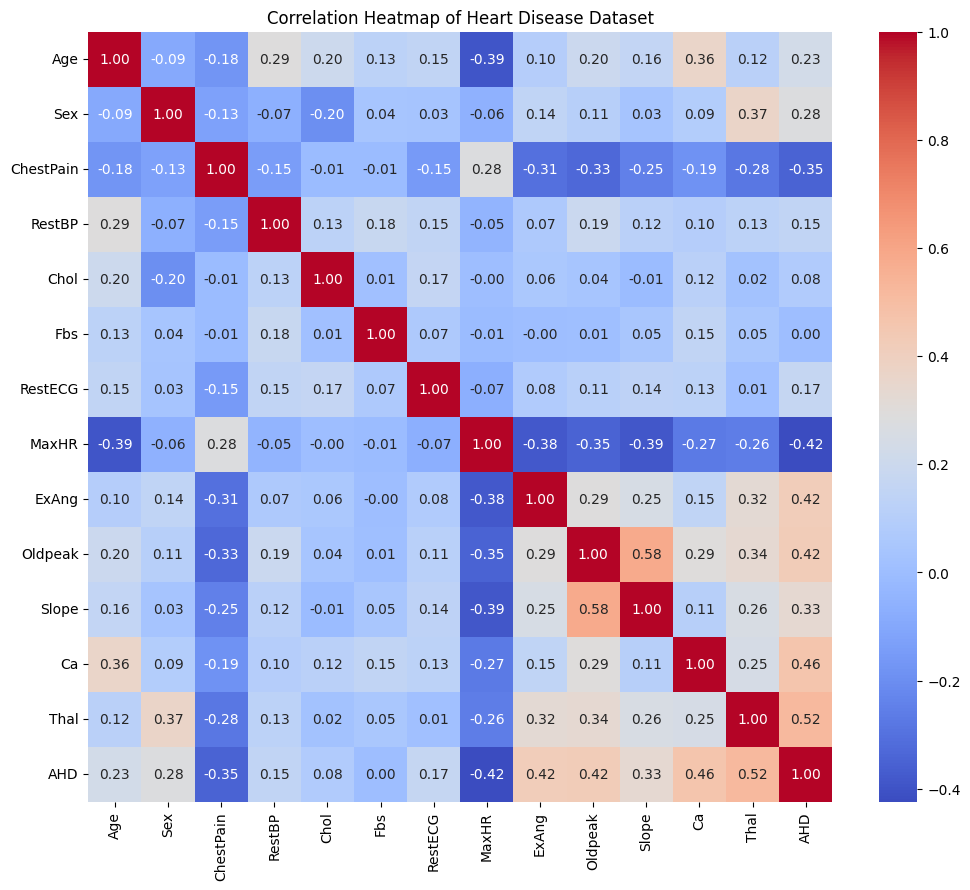 Correlation Heatmap of Heart Disease Dataset
Age 1.00 -0.09 -0.18 0.29 0.20 0.13 0.15 -0.39 0.10 0.20 0.16 0.36 0.12 0.23
Sex -0.09 1.00 -0.13 -0.07 -0.20 0.04 0.03 -0.06 0.14 0.11 0.03 0.09 0.37 0.28
ChestPain -0.18 -0.13 1.00 -0.15 -0.01 -0.01 -0.15 0.28 -0.31 -0.33 -0.25 -0.19 -0.28 -0.35
RestBP 0.29 -0.07 -0.15 1.00 0.13 0.18 0.15 -0.05 0.07 0.19 0.12 0.10 0.13 0.15
Chol 0.20 -0.20 -0.01 0.13 1.00 0.01 0.17 -0.00 0.06 0.04 -0.01 0.12 0.02 0.08
Fbs 0.13 0.04 -0.01 0.18 0.01 1.00 0.07 -0.01 -0.00 0.01 0.05 0.15 0.05 0.00
RestECG 0.15 0.03 -0.15 0.15 0.17 0.07 1.00 -0.07 0.08 0.11 0.14 0.13 0.01 0.17
MaxHR -0.39 -0.06 0.28 -0.05 -0.00 -0.01 -0.07 1.00 -0.38 -0.35 -0.39 -0.27 -0.26 -0.42
ExAng 0.10 0.14 -0.31 0.07 0.06 -0.00 0.08 -0.38 1.00 0.29 0.25 0.15 0.32 0.42
Oldpeak 0.20 0.11 -0.33 0.19 0.04 0.01 0.11 -0.35 0.29 1.00 0.58 0.29 0.34 0.42
Slope 0.16 0.03 -0.25 0.12 -0.01 0.05 0.14 -0.39 0.25 0.58 1.00 0.11 0.26 0.33
Ca 0.36 0.09 -0.19 0.10 0.12 0.15 0.13 -0.27 0.15 0.29 0.11 1.00 0.25 0.46
Thal 0.12 0.37 -0.28 0.13 0.02 0.05 0.01 -0.26 0.32 0.34 0.26 0.25 1.00 0.52
AHD 0.23 0.28 -0.35 0.15 0.08 0.00 0.17 -0.42 0.42 0.42 0.33 0.46 0.52 1.00
Age Sex ChestPain RestBP Chol Fbs RestECG MaxHR ExAng Oldpeak Slope Ca Thal AHD
1.0
0.8
0.6
0.4
0.2
0.0
−0.2
−0.4